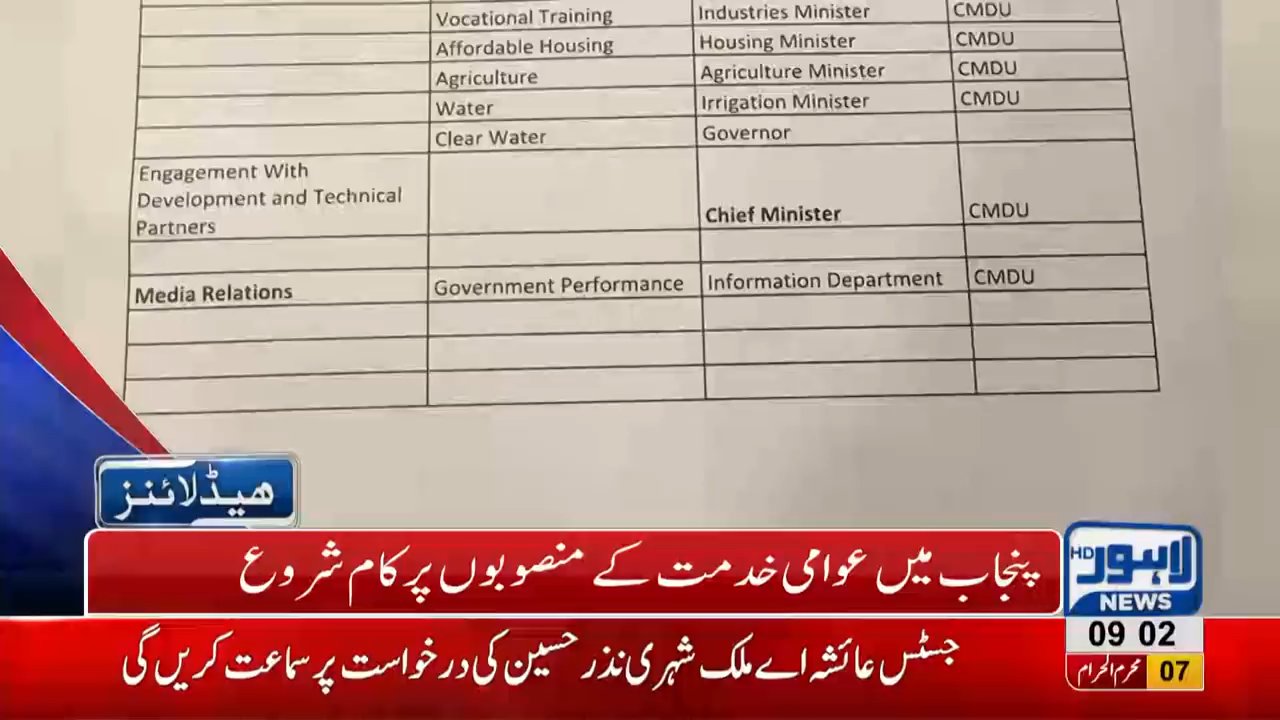 Vocational Training Industries Minister CMDU
Affordable Housing Housing Minister CMDU
Agriculture Agriculture Minister CMDU
Water Irrigation Minister CMDU
Clear Water Governor
Engagement With
Development and Technical
Partners Chief Minister CMDU
Media Relations Government Performance Information Department CMDU
ھیڈلائنز
پنجاب میں عوامی خدمت کے منصوبوں پر کام شروع
HD لاہور
NEWS
09 02
جسٹس عائشہ اے ملک شہری نذر حسین کی درخواست پر سماعت کریں گی
07 محرم الحرام